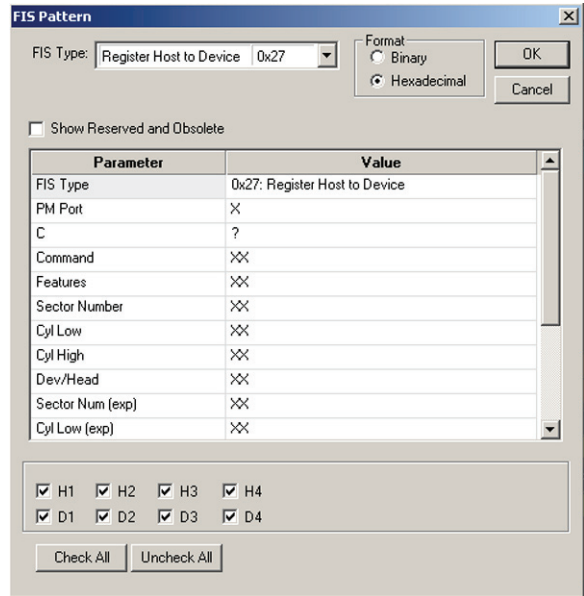 FIS Pattern
FIS Type: Register Host to Device 0x27
Format
Binary
Hexadecimal
OK
Cancel
Show Reserved and Obsolete
Parameter Value
FIS Type 0x27: Register Host to Device
PM Port X
C ?
Command XX
Features XX
Sector Number XX
Cyl Low XX
Cyl High XX
Dev/Head XX
Sector Num (exp) XX
Cyl Low (exp) XX
H1 H2 H3 H4
D1 D2 D3 D4
Check All Uncheck All